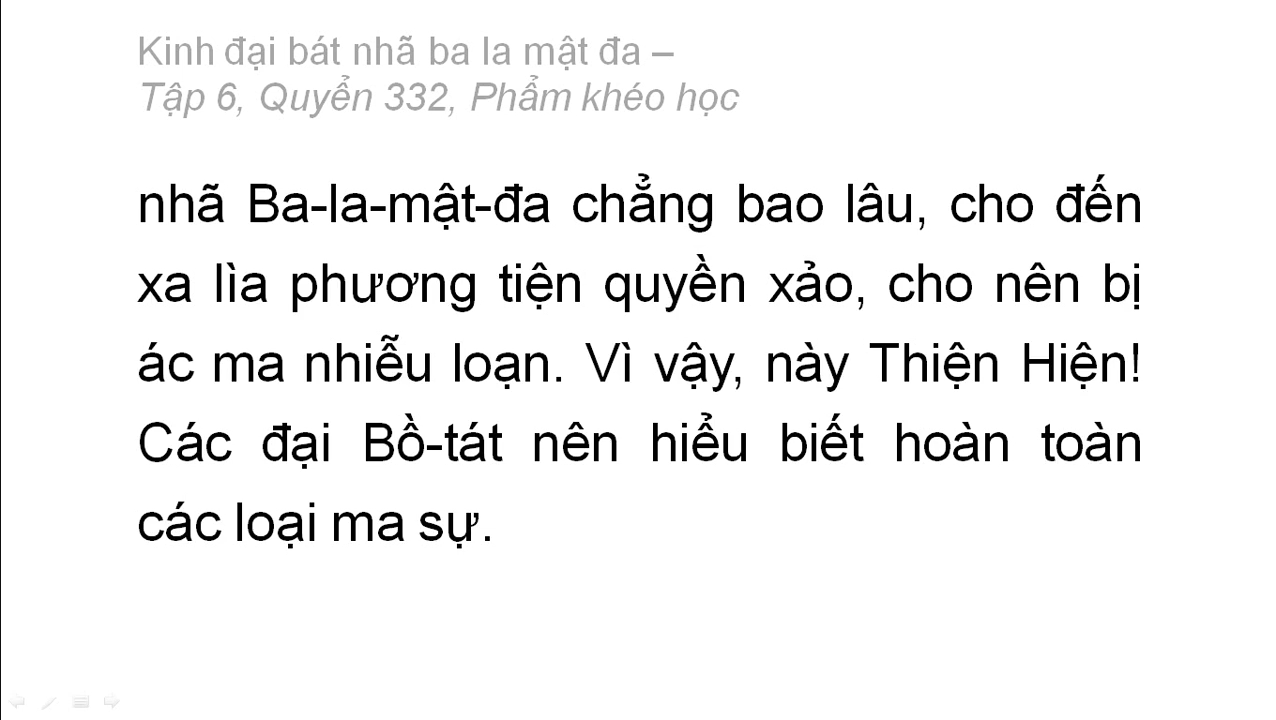 Kinh đại bát nhã ba la mật đa –
Tập 6, Quyển 332, Phẩm khéo học
nhã Ba-la-mật-đa chẳng bao lâu, cho đến
xa lìa phương tiện quyền xảo, cho nên bị
ác ma nhiễu loạn. Vì vậy, này Thiện Hiện!
Các đại Bồ-tát nên hiểu biết hoàn toàn
các loại ma sự.